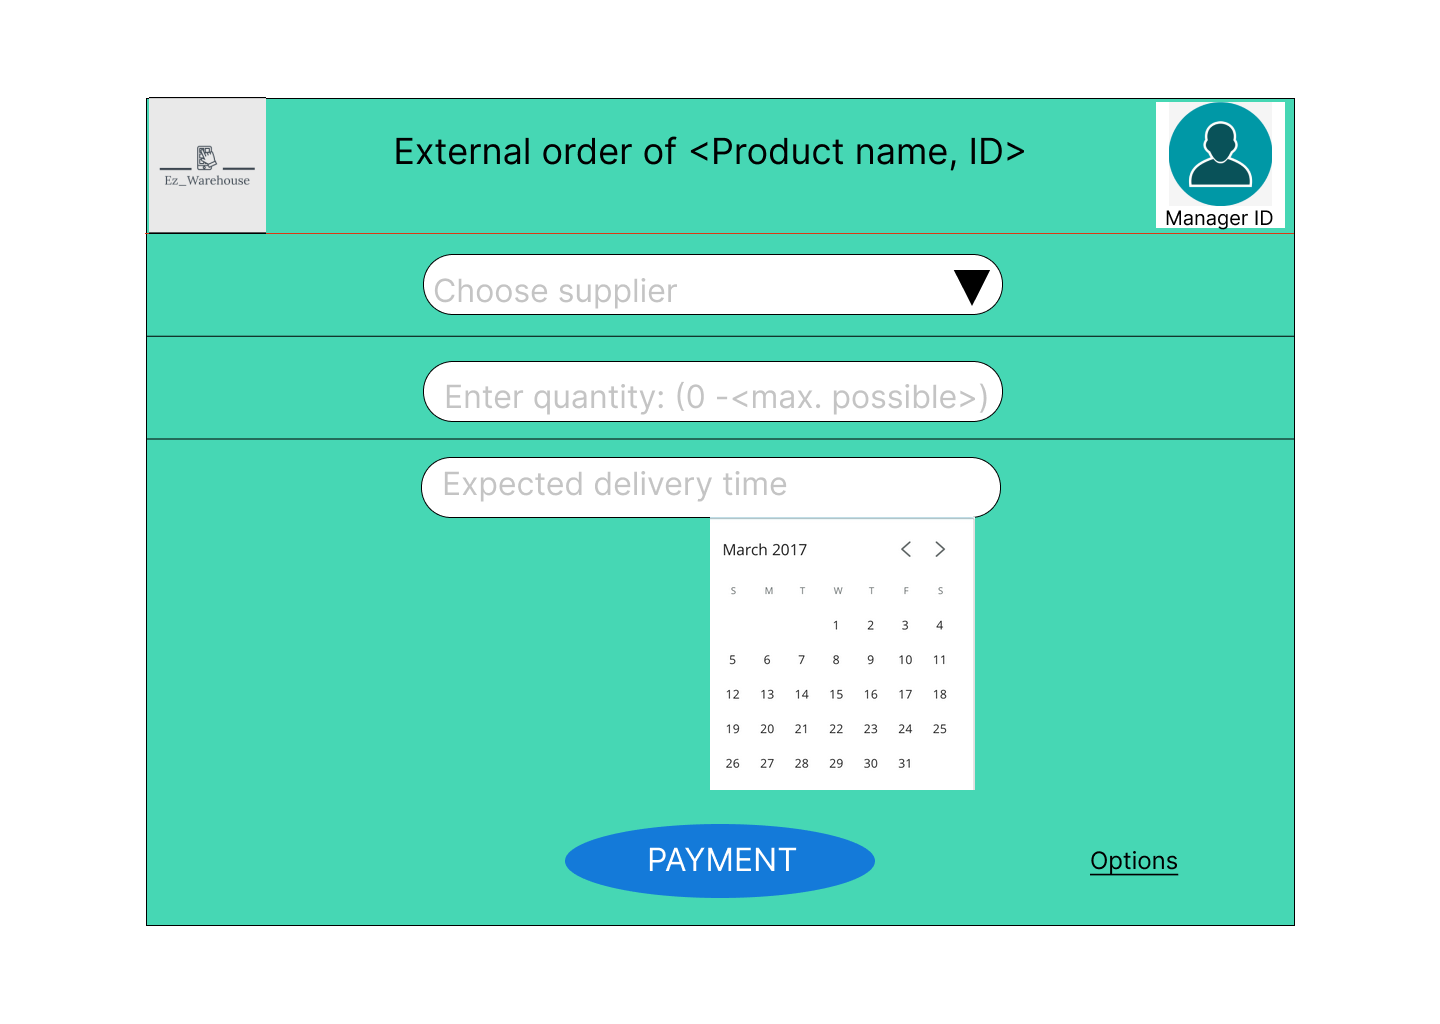 Ez_Warehouse
External order of <Product name, ID>
Manager ID
Choose supplier
Enter quantity: (0 -<max. possible>)
Expected delivery time
March 2017
S M T W T F S
1 2 3 4
5 6 7 8 9 10 11
12 13 14 15 16 17 18
19 20 21 22 23 24 25
26 27 28 29 30 31
PAYMENT
Options